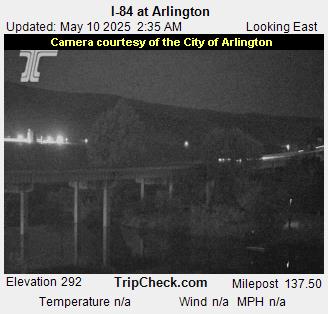 I-84 at Arlington
Updated: May 10 2025 2:35 AM Looking East
Camera courtesy of the City of Arlington
Elevation 292 TripCheck.com Milepost 137.50
Temperature n/a Wind n/a MPH n/a